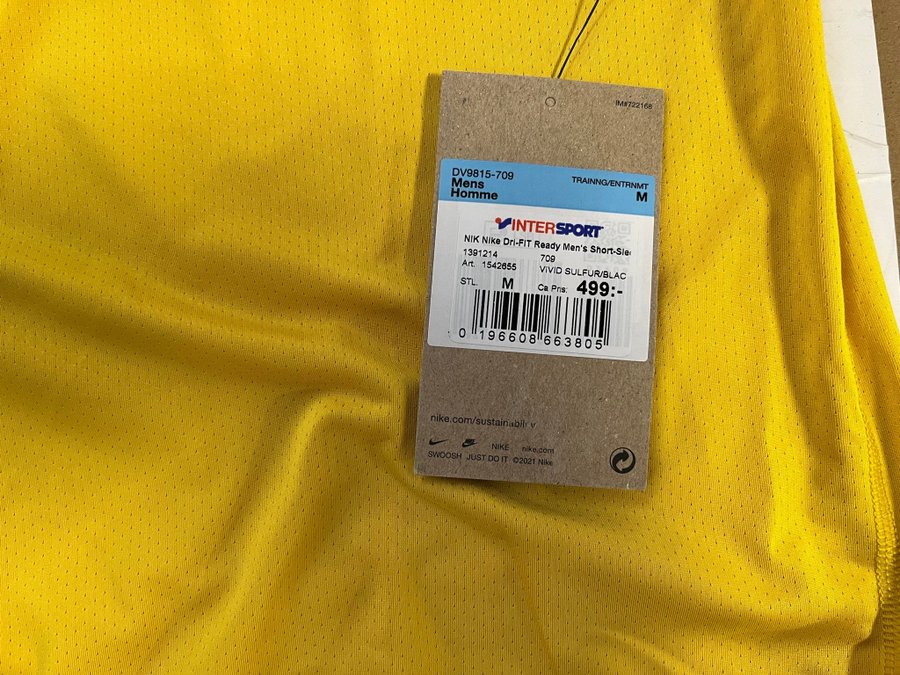 IM#722168
DV9815-709
Mens
Homme
TRAINNG/ENTRNMT
M
INTERSPORT
NIK Nike Dri-FIT Ready Men's Short-Slee
1391214 709
Art. 1542655 VIVID SULFUR/BLAC
STL. M Ca Pris: 499:-
0 196608 663805
nike.com/sustainability
NIKE nike.com
SWOOSH JUST DO IT ©2021 Nike